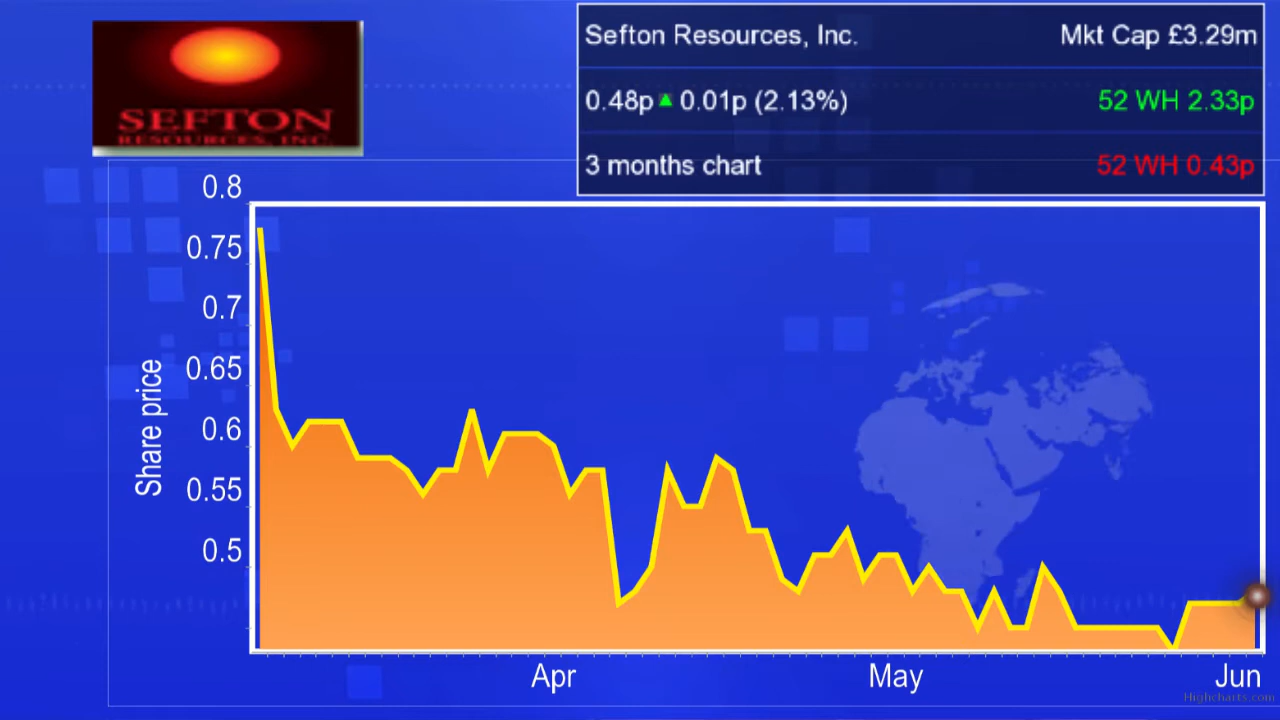 SEFTON
RESOURCES, INC.
Sefton Resources, Inc. Mkt Cap £3.29m
0.48p▲ 0.01p (2.13%) 52 WH 2.33p
3 months chart 52 WH 0.43p
0.8
0.75
0.7
0.65
0.6
0.55
0.5
Share price
Apr May Jun
Highcharts.com